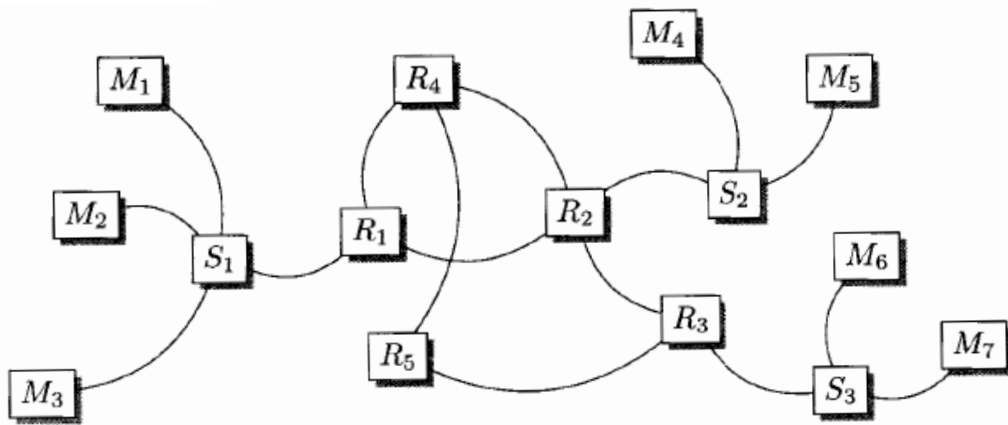 M₄
R₄
M₁
M₅
M₂
S₂
R₂
R₁
S₁
M₆
R₃
R₅
M₇
M₃
S₃